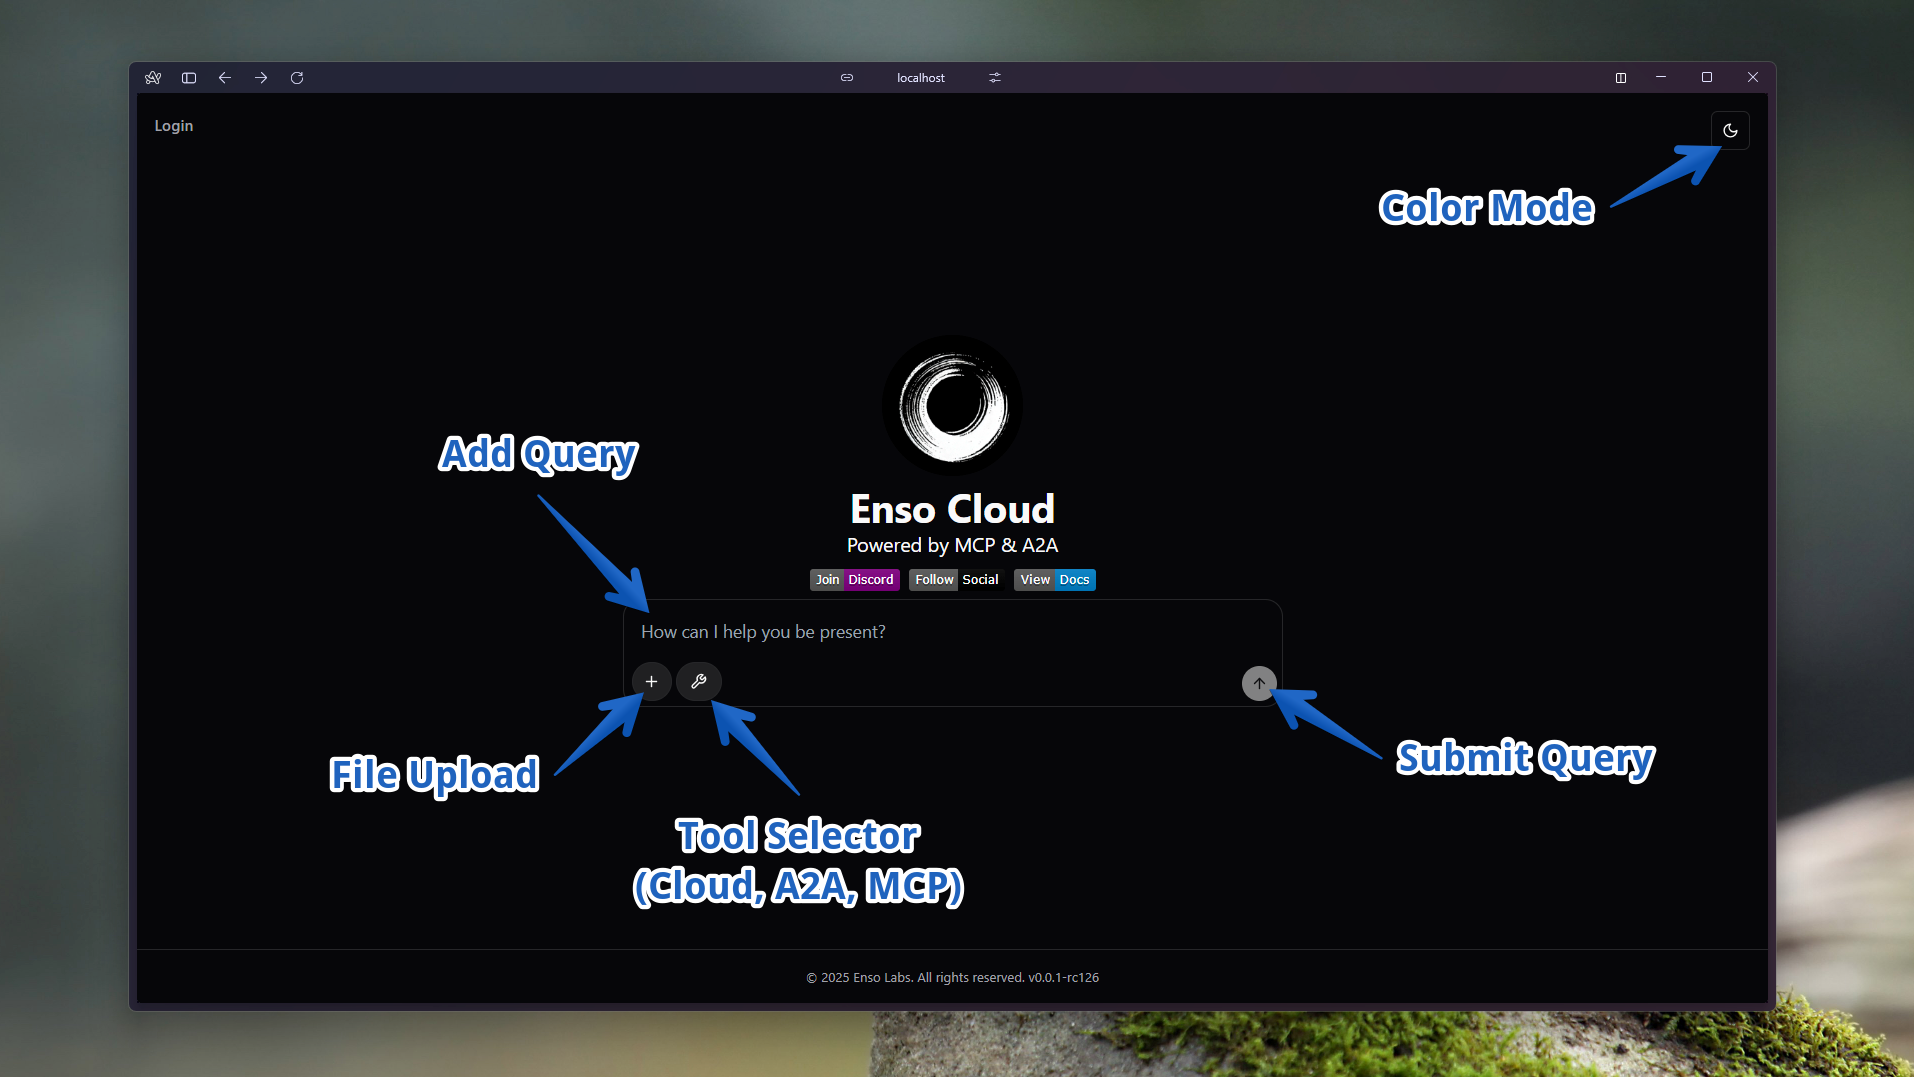 localhost
Login
Color Mode
Add Query
Enso Cloud
Powered by MCP & A2A
Join Discord Follow Social View Docs
How can I help you be present?
File Upload
Submit Query
Tool Selector
(Cloud, A2A, MCP)
© 2025 Enso Labs. All rights reserved. v0.0.1-rc126